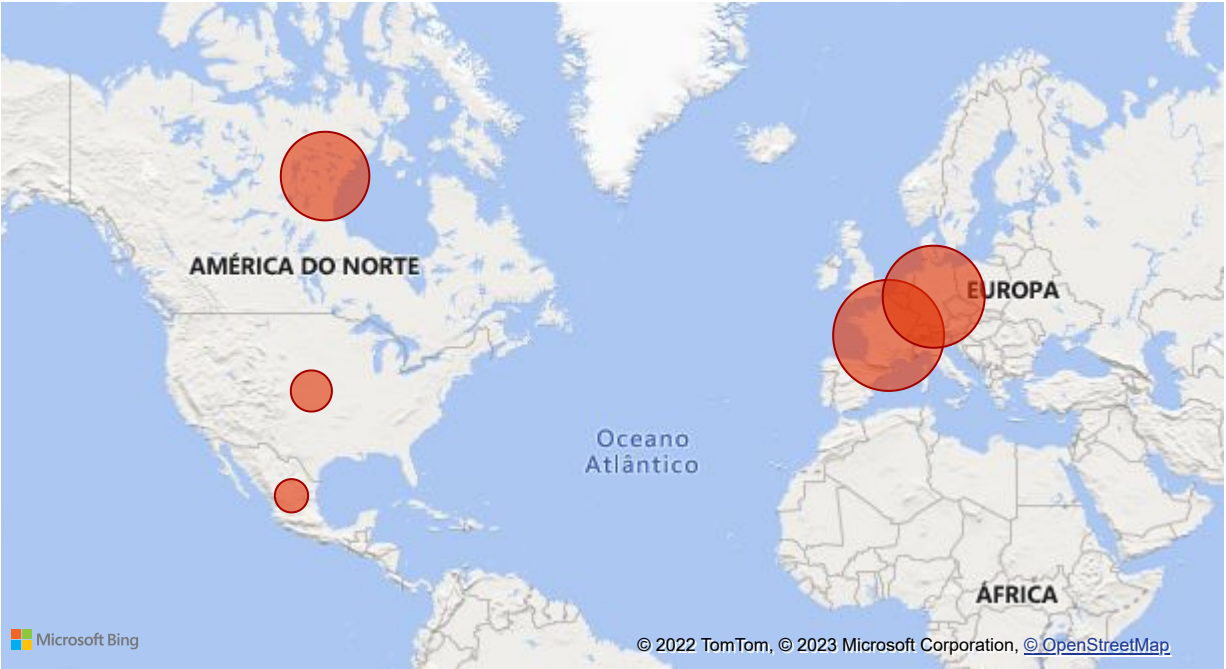 AMÉRICA DO NORTE
EUROPA
Oceano
Atlântico
ÁFRICA
Microsoft Bing
© 2022 TomTom, © 2023 Microsoft Corporation, © OpenStreetMap